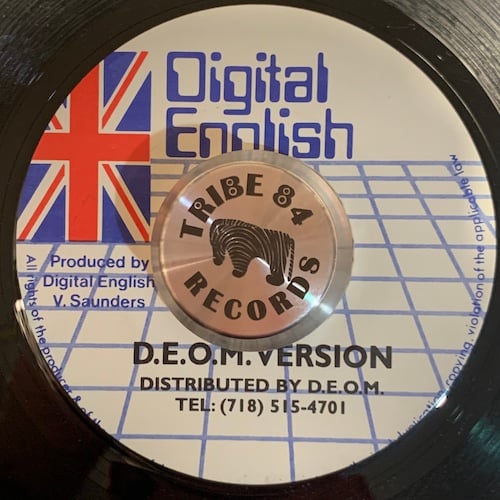 Digital
English
TRIBE 84
RECORDS
Produced by
Digital English
V. Saunders
D.E.O.M. VERSION
DISTRIBUTED BY D.E.O.M.
TEL: (718) 515-4701
All rights of the producer & of the
copying, violation of the applicable law